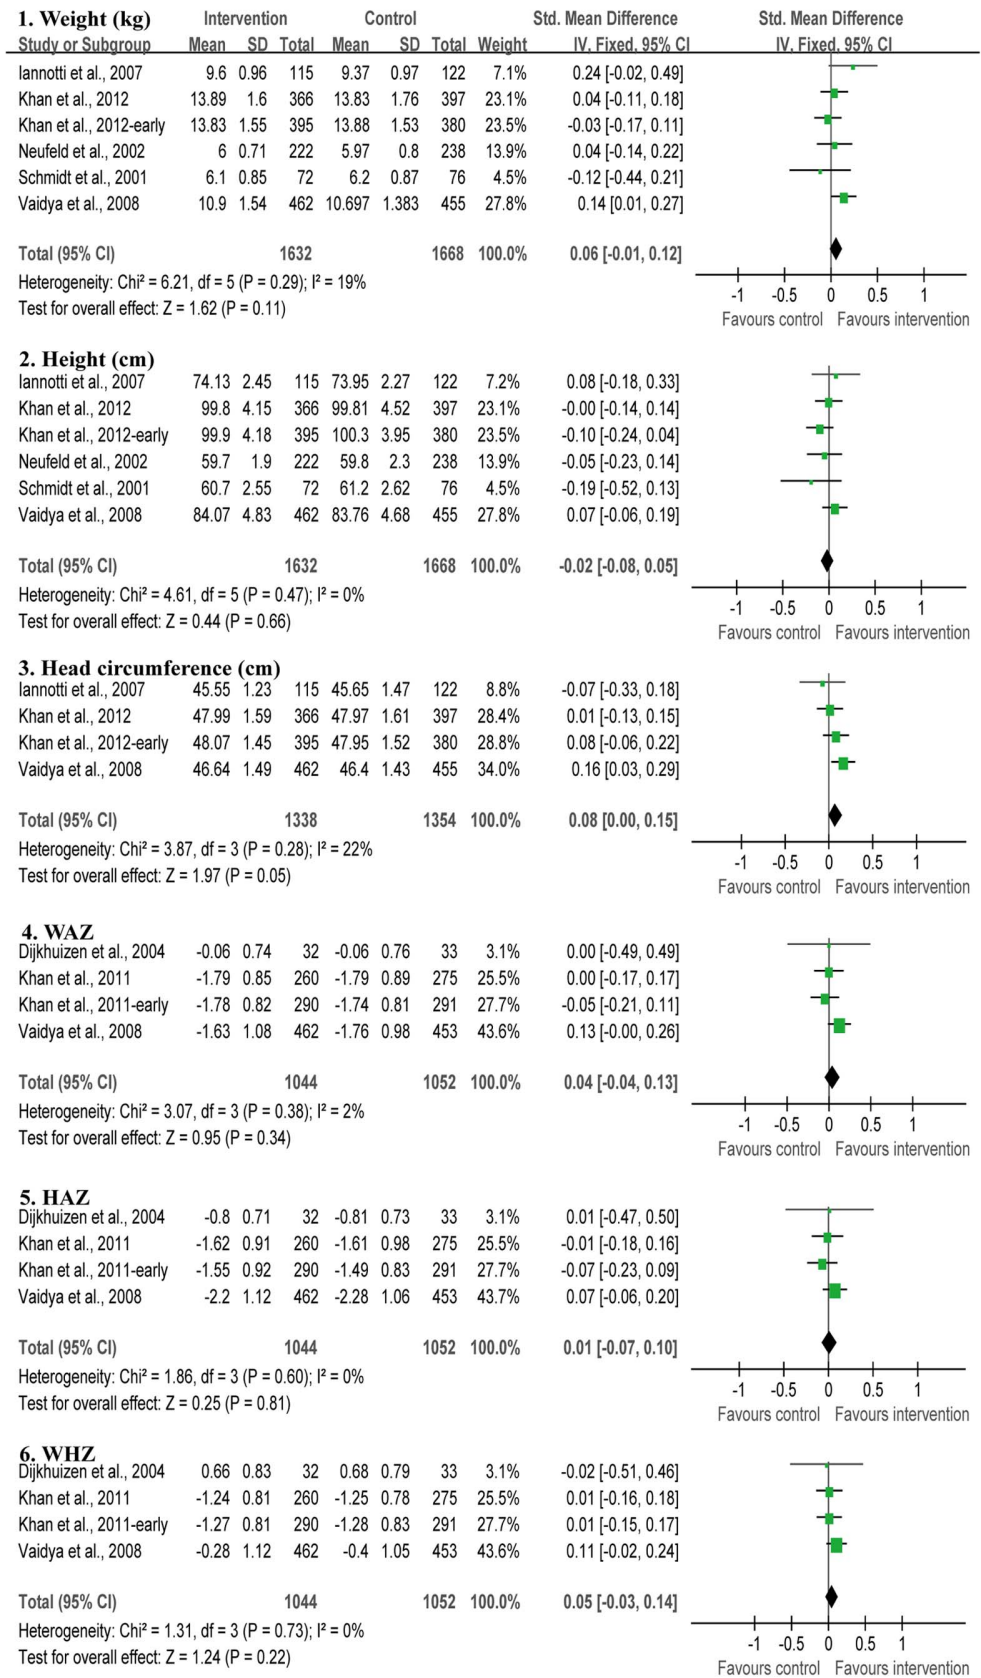 1. Weight (kg) Intervention Control Std. Mean Difference Std. Mean Difference
Study or Subgroup Mean SD Total Mean SD Total Weight IV, Fixed, 95% CI IV, Fixed, 95% CI
Iannotti et al., 2007 9.6 0.96 115 9.37 0.97 122 7.1% 0.24 [-0.02, 0.49]
Khan et al., 2012 13.89 1.6 366 13.83 1.76 397 23.1% 0.04 [-0.11, 0.18]
Khan et al., 2012-early 13.83 1.55 395 13.88 1.53 380 23.5% -0.03 [-0.17, 0.11]
Neufeld et al., 2002 6 0.71 222 5.97 0.8 238 13.9% 0.04 [-0.14, 0.22]
Schmidt et al., 2001 6.1 0.85 72 6.2 0.87 76 4.5% -0.12 [-0.44, 0.21]
Vaidya et al., 2008 10.9 1.54 462 10.697 1.383 455 27.8% 0.14 [0.01, 0.27]
Total (95% CI) 1632 1668 100.0% 0.06 [-0.01, 0.12]
Heterogeneity: Chi² = 6.21, df = 5 (P = 0.29); I² = 19%
Test for overall effect: Z = 1.62 (P = 0.11)
-1 -0.5 0 0.5 1
Favours control Favours intervention
2. Height (cm)
Iannotti et al., 2007 74.13 2.45 115 73.95 2.27 122 7.2% 0.08 [-0.18, 0.33]
Khan et al., 2012 99.8 4.15 366 99.81 4.52 397 23.1% -0.00 [-0.14, 0.14]
Khan et al., 2012-early 99.9 4.18 395 100.3 3.95 380 23.5% -0.10 [-0.24, 0.04]
Neufeld et al., 2002 59.7 1.9 222 59.8 2.3 238 13.9% -0.05 [-0.23, 0.14]
Schmidt et al., 2001 60.7 2.55 72 61.2 2.62 76 4.5% -0.19 [-0.52, 0.13]
Vaidya et al., 2008 84.07 4.83 462 83.76 4.68 455 27.8% 0.07 [-0.06, 0.19]
Total (95% CI) 1632 1668 100.0% -0.02 [-0.08, 0.05]
Heterogeneity: Chi² = 4.61, df = 5 (P = 0.47); I² = 0%
Test for overall effect: Z = 0.44 (P = 0.66)
-1 -0.5 0 0.5 1
Favours control Favours intervention
3. Head circumference (cm)
Iannotti et al., 2007 45.55 1.23 115 45.65 1.47 122 8.8% -0.07 [-0.33, 0.18]
Khan et al., 2012 47.99 1.59 366 47.97 1.61 397 28.4% 0.01 [-0.13, 0.15]
Khan et al., 2012-early 48.07 1.45 395 47.95 1.52 380 28.8% 0.08 [-0.06, 0.22]
Vaidya et al., 2008 46.64 1.49 462 46.4 1.43 455 34.0% 0.16 [0.03, 0.29]
Total (95% CI) 1338 1354 100.0% 0.08 [0.00, 0.15]
Heterogeneity: Chi² = 3.87, df = 3 (P = 0.28); I² = 22%
Test for overall effect: Z = 1.97 (P = 0.05)
-1 -0.5 0 0.5 1
Favours control Favours intervention
4. WAZ
Dijkhuizen et al., 2004 -0.06 0.74 32 -0.06 0.76 33 3.1% 0.00 [-0.49, 0.49]
Khan et al., 2011 -1.79 0.85 260 -1.79 0.89 275 25.5% 0.00 [-0.17, 0.17]
Khan et al., 2011-early -1.78 0.82 290 -1.74 0.81 291 27.7% -0.05 [-0.21, 0.11]
Vaidya et al., 2008 -1.63 1.08 462 -1.76 0.98 453 43.6% 0.13 [-0.00, 0.26]
Total (95% CI) 1044 1052 100.0% 0.04 [-0.04, 0.13]
Heterogeneity: Chi² = 3.07, df = 3 (P = 0.38); I² = 2%
Test for overall effect: Z = 0.95 (P = 0.34)
-1 -0.5 0 0.5 1
Favours control Favours intervention
5. HAZ
Dijkhuizen et al., 2004 -0.8 0.71 32 -0.81 0.73 33 3.1% 0.01 [-0.47, 0.50]
Khan et al., 2011 -1.62 0.91 260 -1.61 0.98 275 25.5% -0.01 [-0.18, 0.16]
Khan et al., 2011-early -1.55 0.92 290 -1.49 0.83 291 27.7% -0.07 [-0.23, 0.09]
Vaidya et al., 2008 -2.2 1.12 462 -2.28 1.06 453 43.7% 0.07 [-0.06, 0.20]
Total (95% CI) 1044 1052 100.0% 0.01 [-0.07, 0.10]
Heterogeneity: Chi² = 1.86, df = 3 (P = 0.60); I² = 0%
Test for overall effect: Z = 0.25 (P = 0.81)
-1 -0.5 0 0.5 1
Favours control Favours intervention
6. WHZ
Dijkhuizen et al., 2004 0.66 0.83 32 0.68 0.79 33 3.1% -0.02 [-0.51, 0.46]
Khan et al., 2011 -1.24 0.81 260 -1.25 0.78 275 25.5% 0.01 [-0.16, 0.18]
Khan et al., 2011-early -1.27 0.81 290 -1.28 0.83 291 27.7% 0.01 [-0.15, 0.17]
Vaidya et al., 2008 -0.28 1.12 462 -0.4 1.05 453 43.6% 0.11 [-0.02, 0.24]
Total (95% CI) 1044 1052 100.0% 0.05 [-0.03, 0.14]
Heterogeneity: Chi² = 1.31, df = 3 (P = 0.73); I² = 0%
Test for overall effect: Z = 1.24 (P = 0.22)
-1 -0.5 0 0.5 1
Favours control Favours intervention